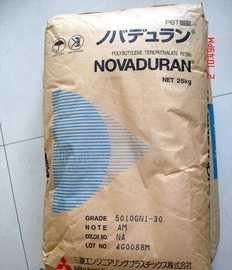 PBT樹脂
ノバデュラン®
POLYBUTYLENE TEREPHTHALATE RESIN
NOVADURAN®
NET 25kg
GRADE 5010GN1-30
NOTE AM
COLOR NO. NA
LOT NO. 4G0088M
三菱エンジニアリングプラスチックス株式会社